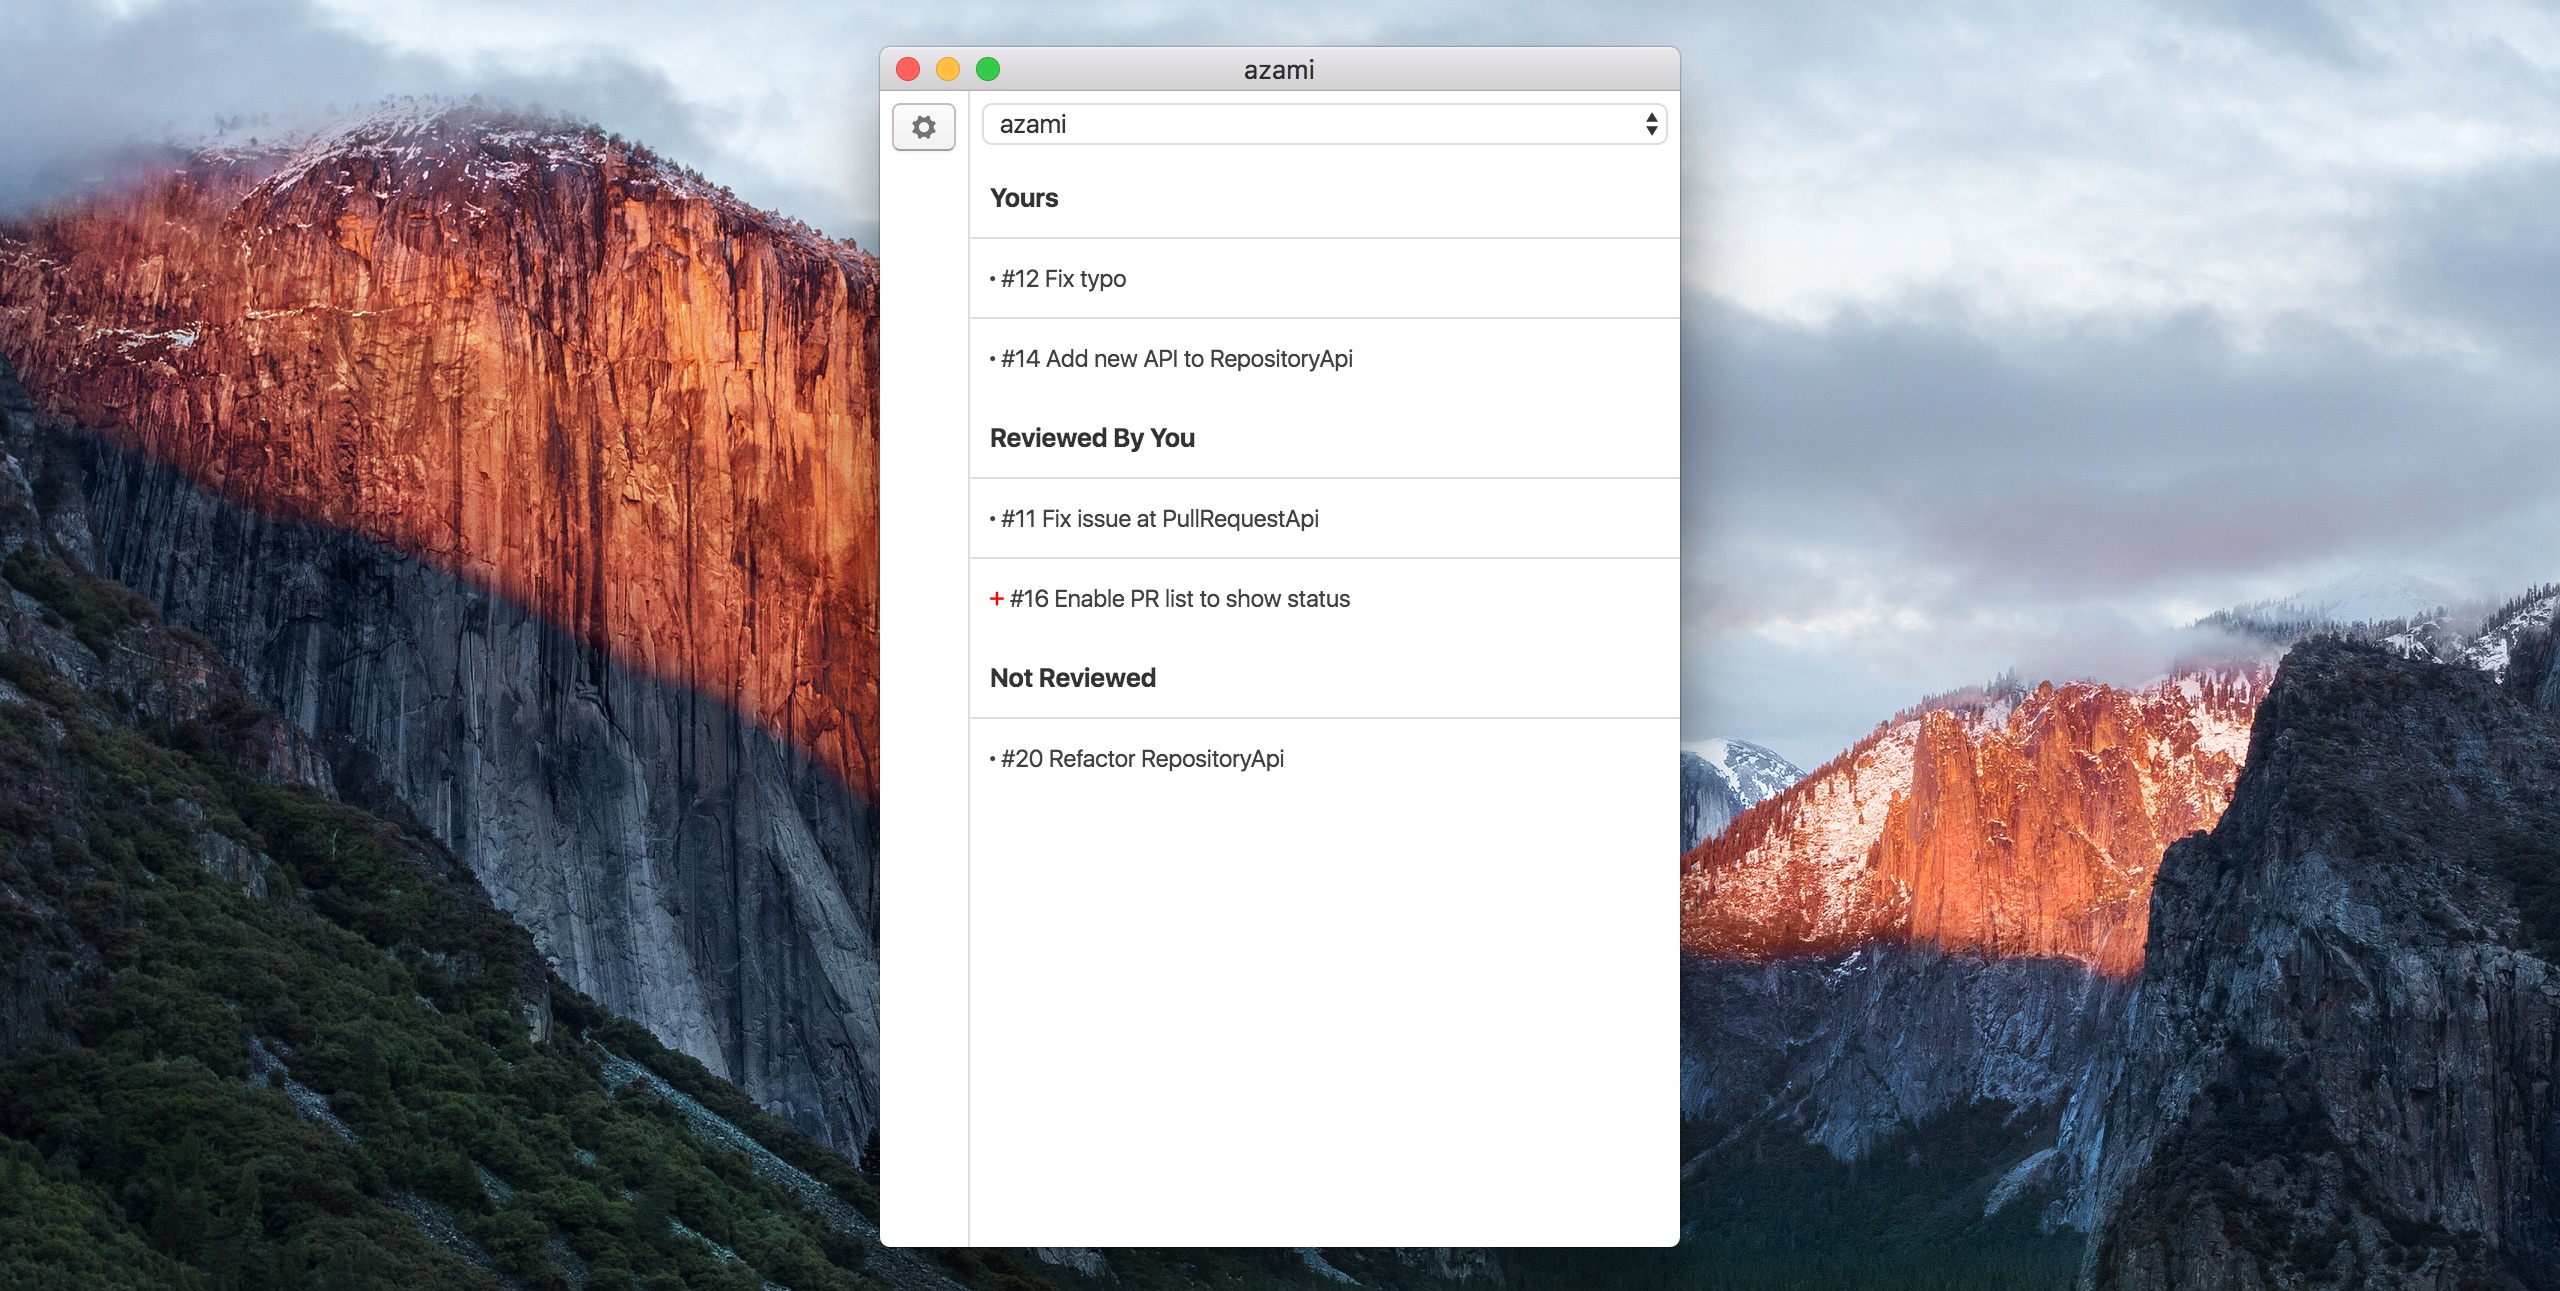 azami
azami
Yours
• #12 Fix typo
• #14 Add new API to RepositoryApi
Reviewed By You
• #11 Fix issue at PullRequestApi
+ #16 Enable PR list to show status
Not Reviewed
• #20 Refactor RepositoryApi